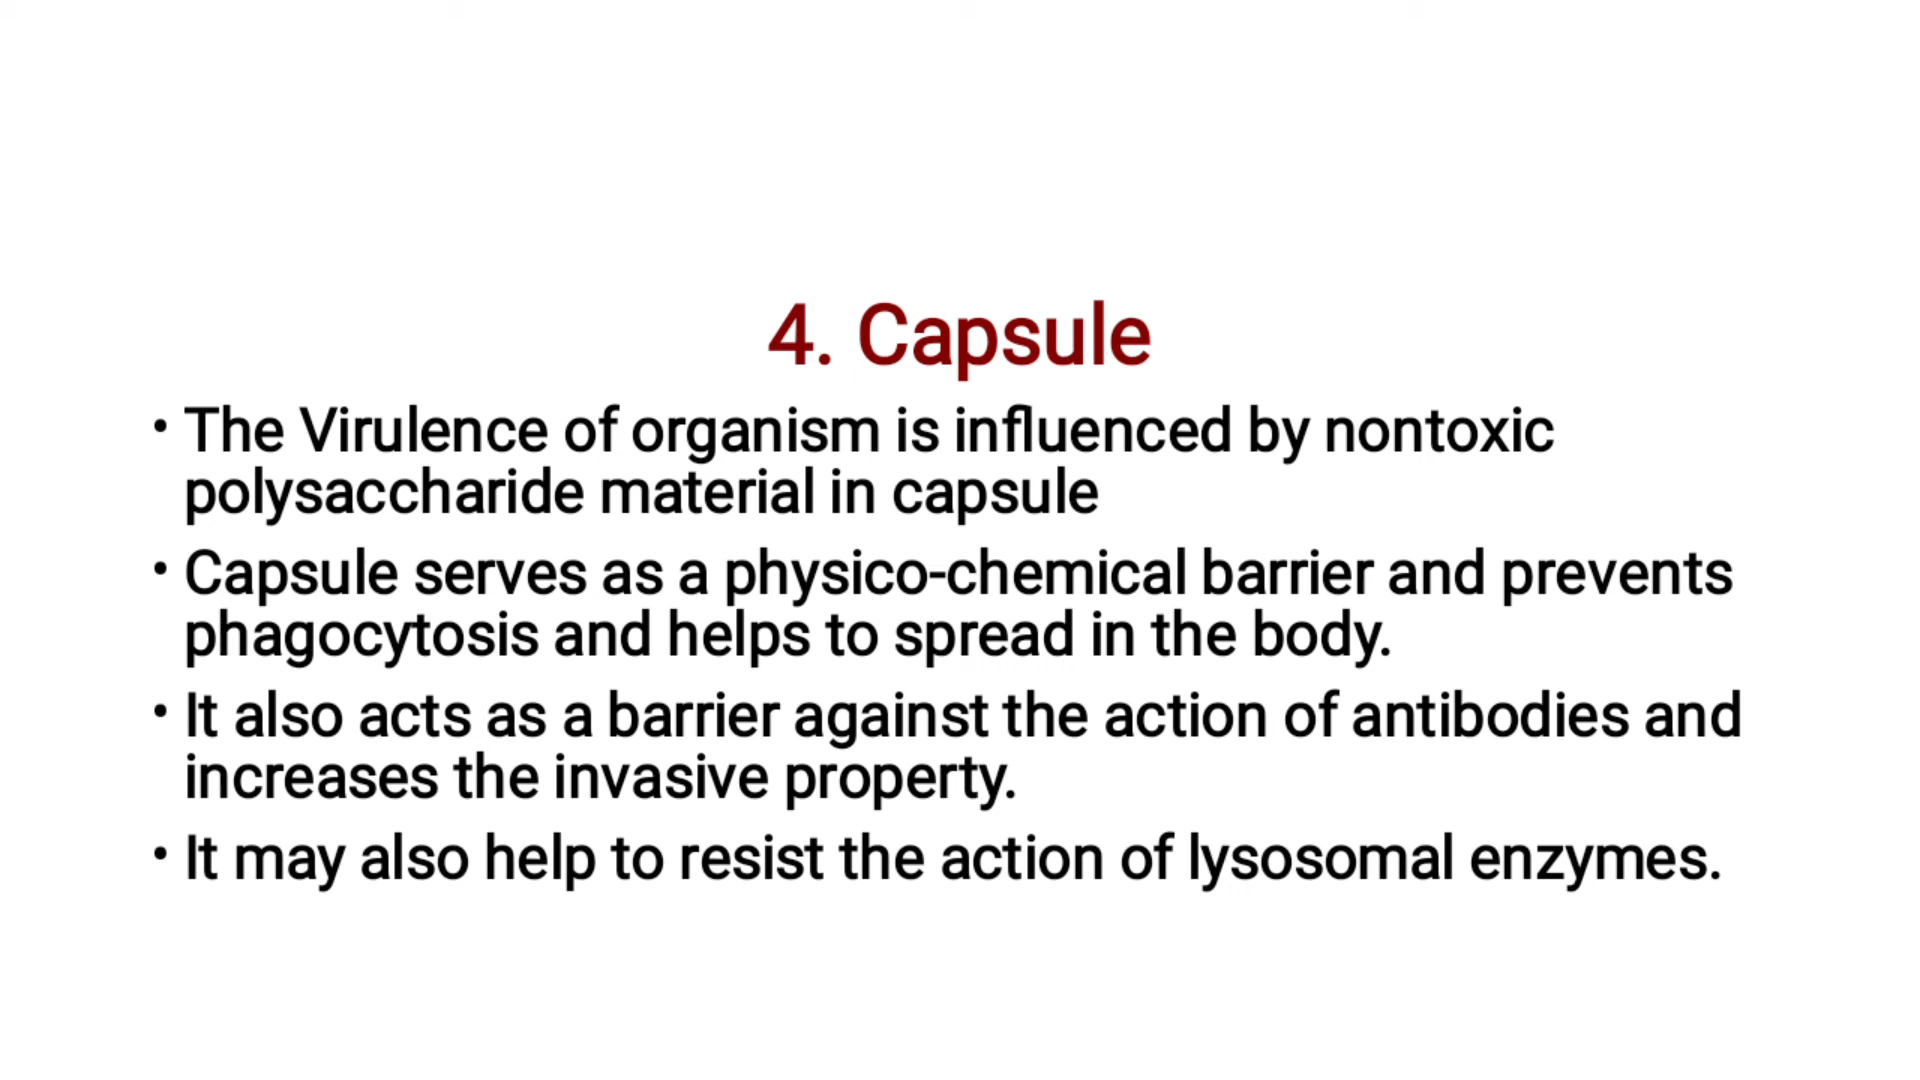 4. Capsule
• The Virulence of organism is influenced by nontoxic
polysaccharide material in capsule
• Capsule serves as a physico-chemical barrier and prevents
phagocytosis and helps to spread in the body.
• It also acts as a barrier against the action of antibodies and
increases the invasive property.
• It may also help to resist the action of lysosomal enzymes.